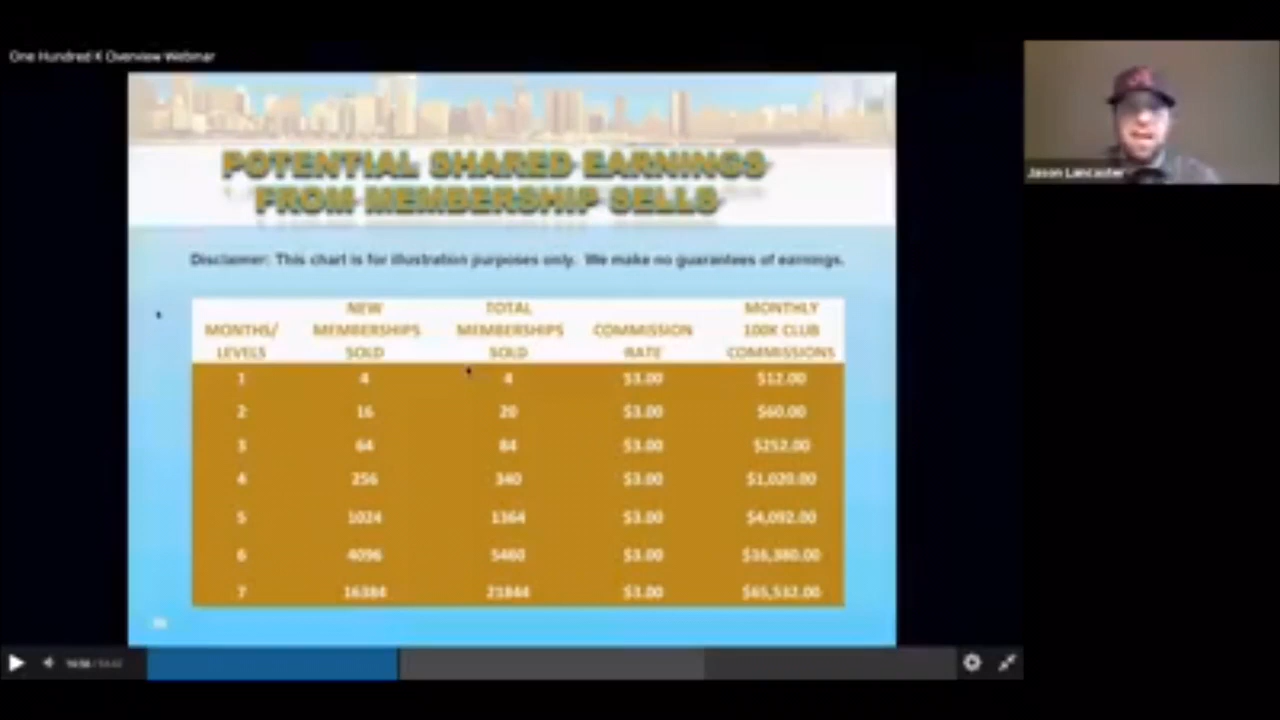 One Hundred K Overview Webinar
POTENTIAL SHARED EARNINGS
FROM MEMBERSHIP SELLS
Disclaimer: This chart is for illustration purposes only. We make no guarantees of earnings.
MONTHS/ LEVELS NEW MEMBERSHIPS SOLD TOTAL MEMBERSHIPS SOLD COMMISSION RATE MONTHLY 100K CLUB COMMISSIONS
1 4 4 $3.00 $12.00
2 16 20 $3.00 $60.00
3 64 84 $3.00 $252.00
4 256 340 $3.00 $1,020.00
5 1024 1364 $3.00 $4,092.00
6 4096 5460 $3.00 $16,380.00
7 16384 21844 $3.00 $65,532.00
Jason Lancaster